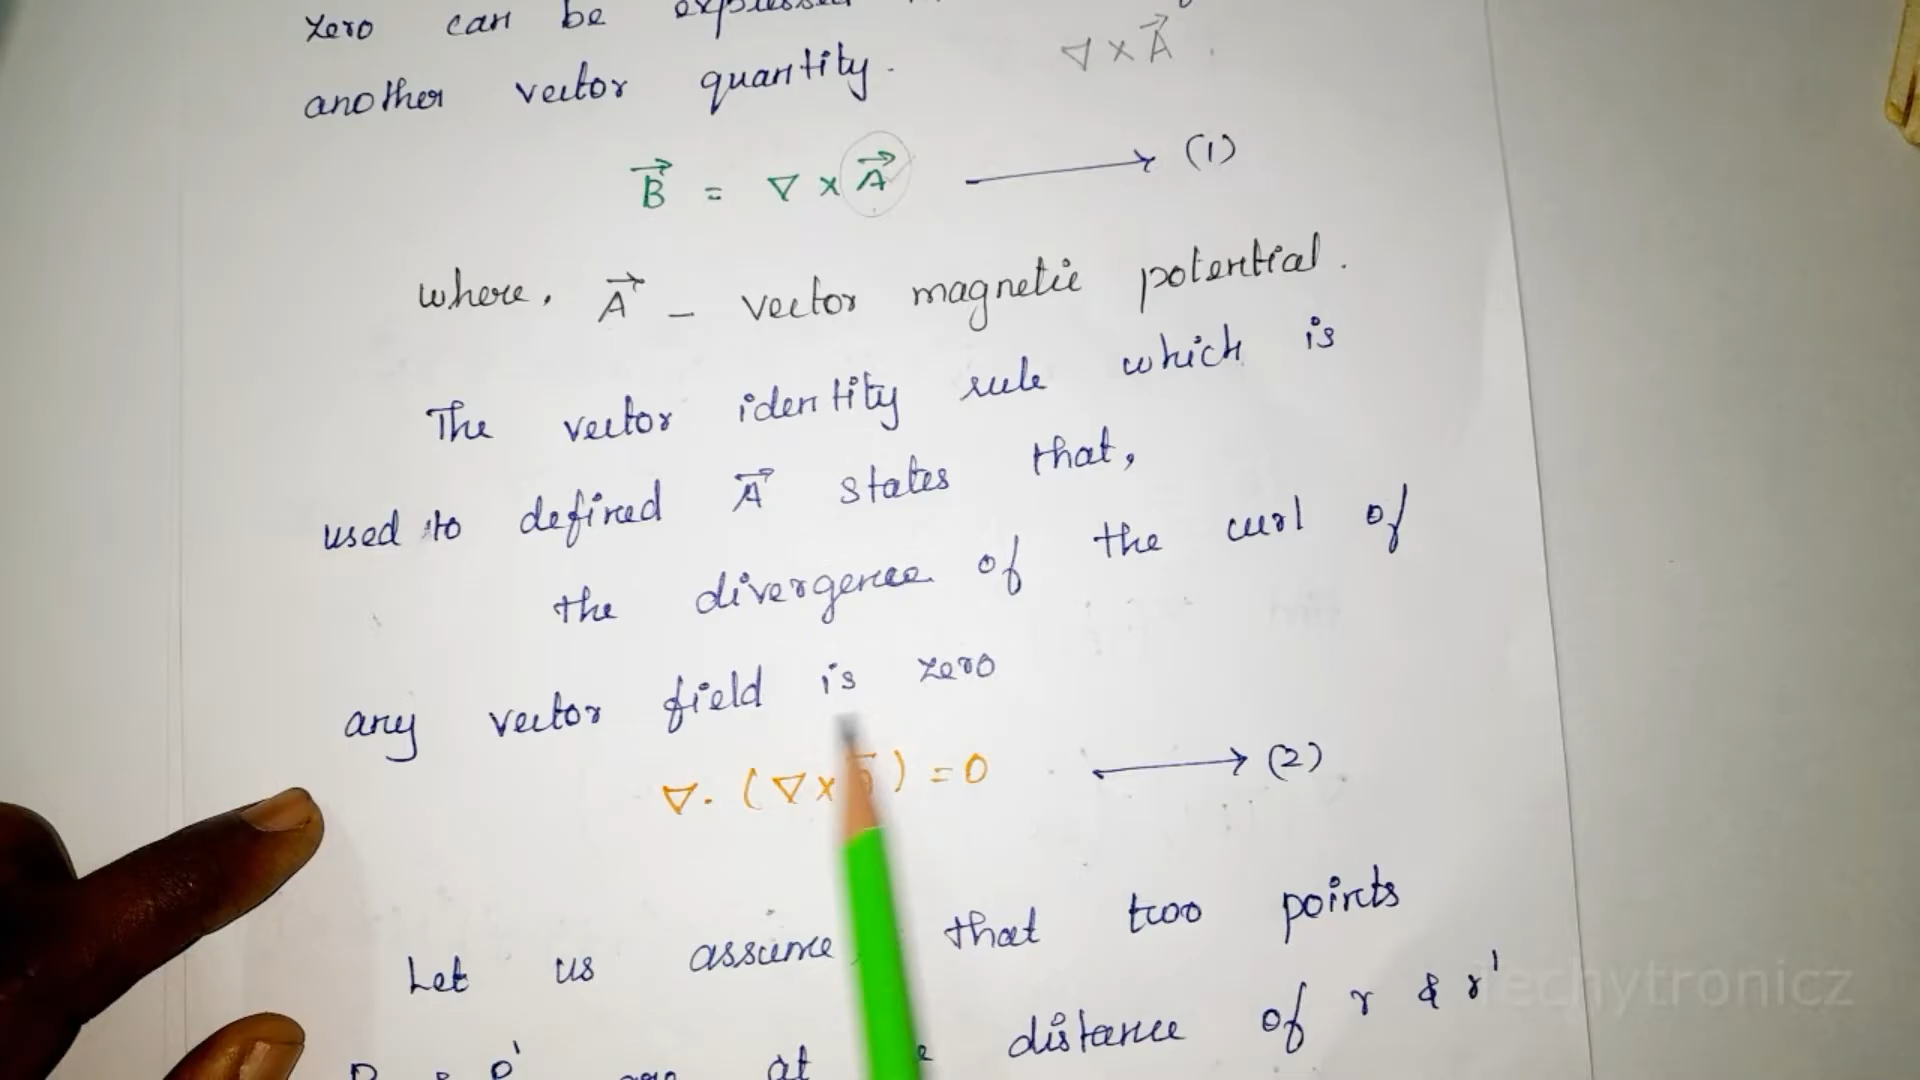 zero can be
∇ × A⃗ .
another vector quantity.
B⃗ = ∇ × A⃗ ⟶ (1)
where, A⃗ – vector magnetic potential.
The vector identity rule which is
used to defined A⃗ states that,
the divergence of the curl of
any vector field is zero
∇ . (∇ × ) = 0 ⟶ (2)
Let us assume that two points
at distance of r & r'
techytronicz